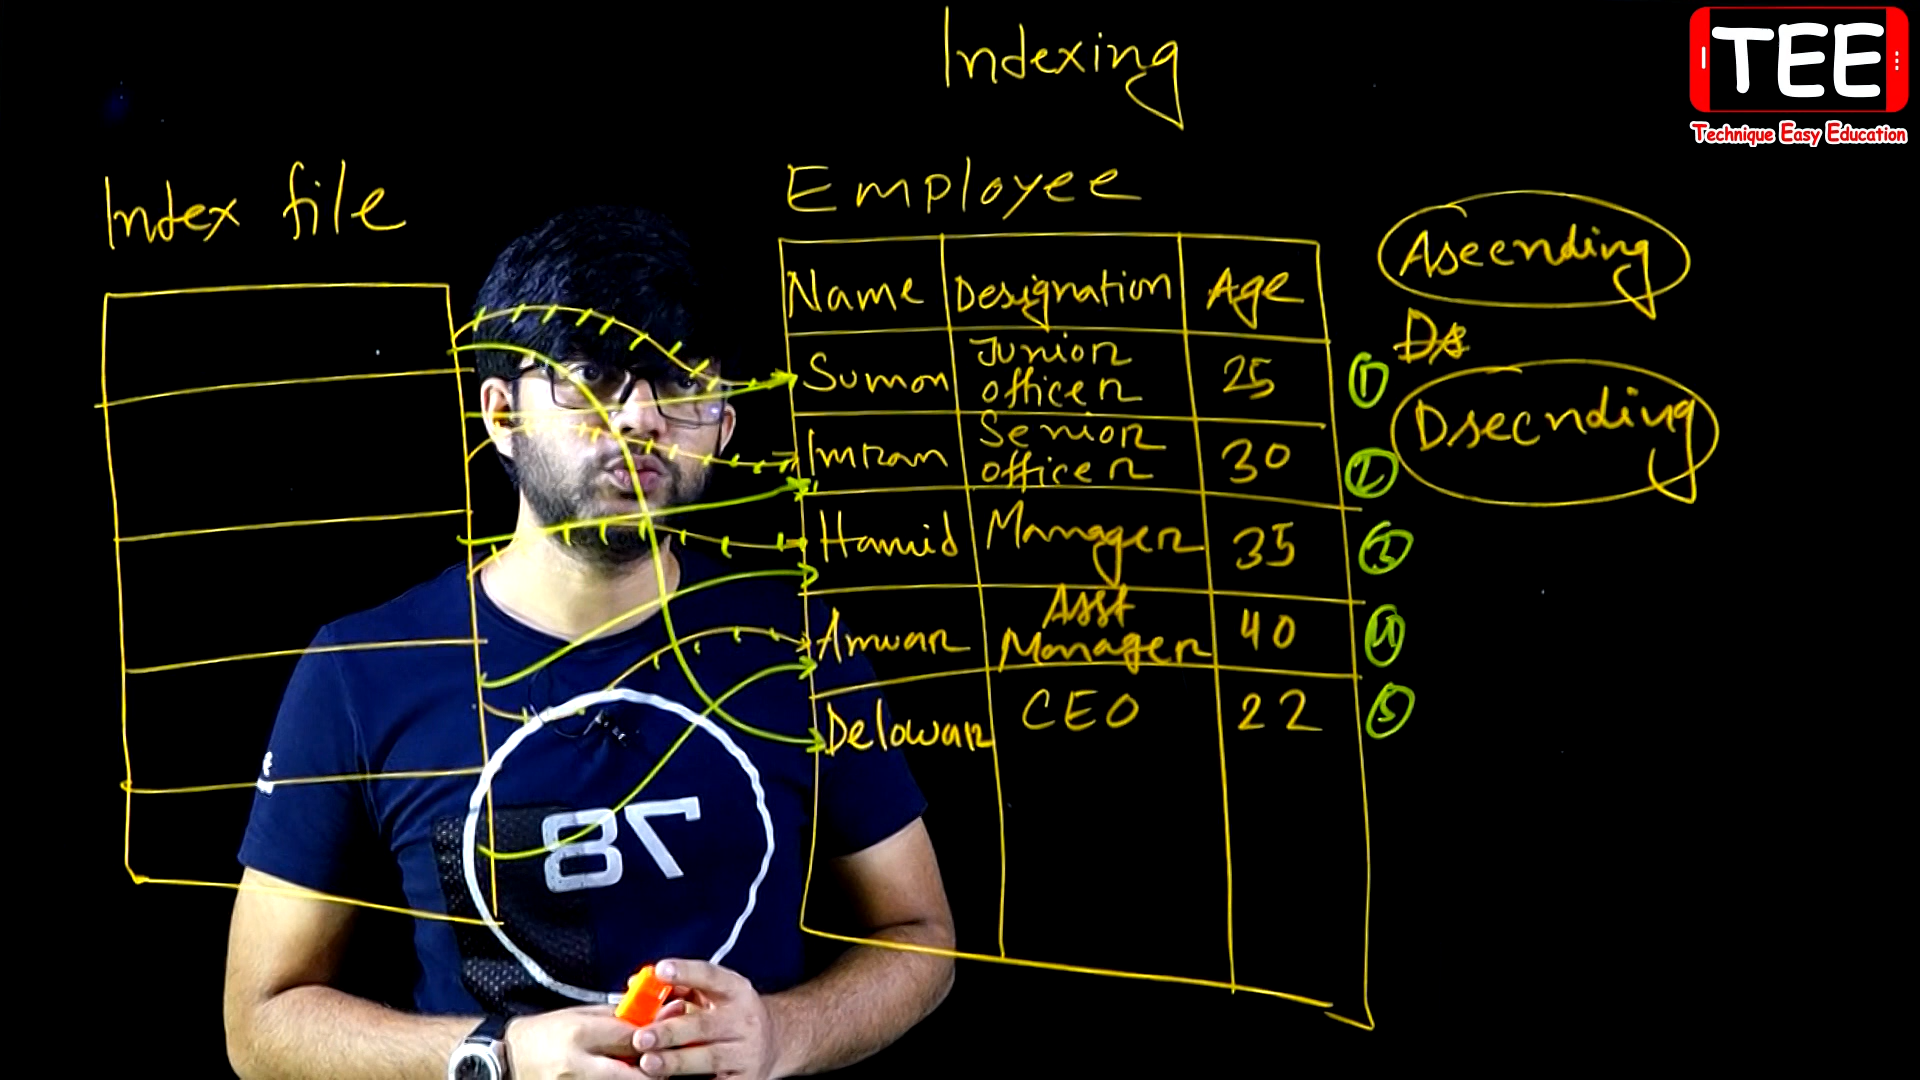 Indexing
TEE
Technique Easy Education
Index file
Employee
Name Designation Age
Sumon Junior officer 25 1
Imran Senior officer 30 2
Hamid Manager 35 3
Anwar Asst Manager 40 4
Delowar CEO 22 5
Aseending
Ds
Dsecnding
78